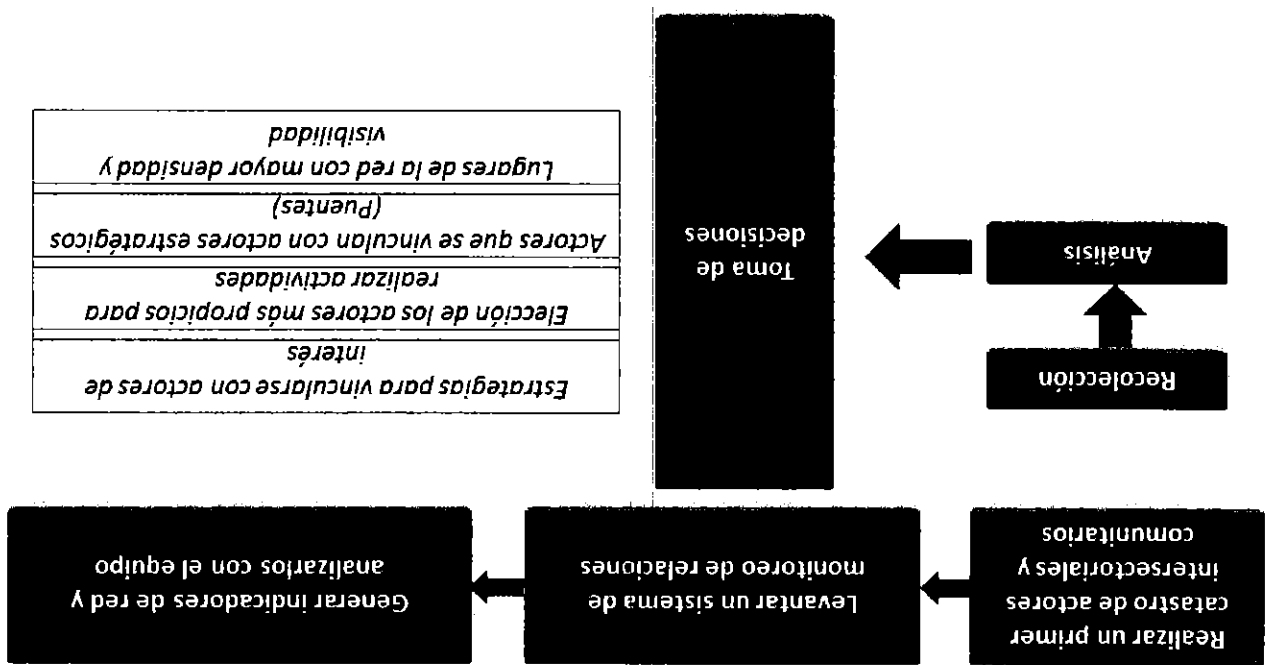 Realizar un primer
catastro de actores
intersectoriales y
comunitarios
Levantar un sistema de
monitoreo de relaciones
Generar indicadores de red y
analizarlos con el equipo
Recolección
Análisis
Toma de
decisiones
Estrategias para vincularse con actores de
interés
Elección de los actores más propicios para
realizar actividades
Actores que se vinculan con actores estratégicos
(Puentes)
Lugares de la red con mayor densidad y
visibilidad